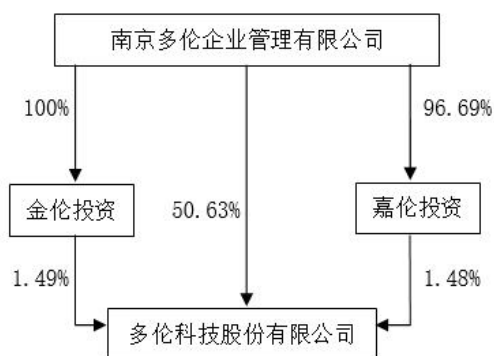 南京多伦企业管理有限公司
100%
96.69%
金伦投资
50.63%
嘉伦投资
1.49%
1.48%
多伦科技股份有限公司